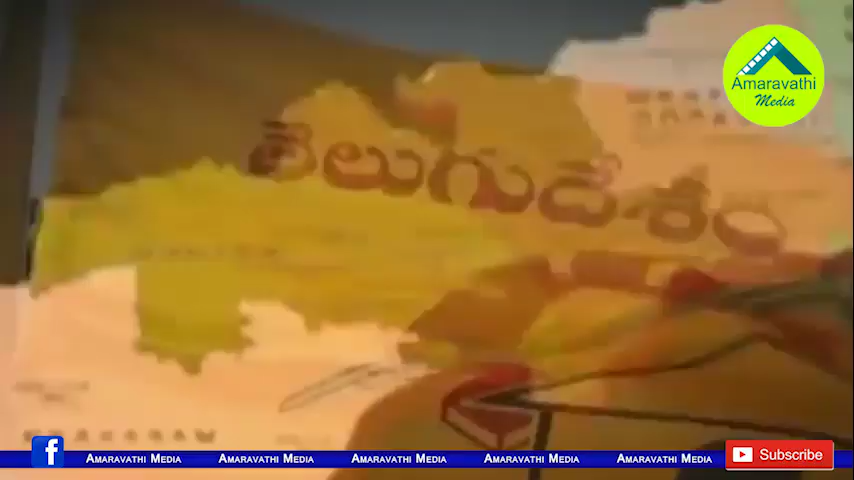 Amaravathi
Media
తెలుగుదేశం
f
AMARAVATHI MEDIA AMARAVATHI MEDIA AMARAVATHI MEDIA AMARAVATHI MEDIA AMARAVATHI MEDIA
Subscribe